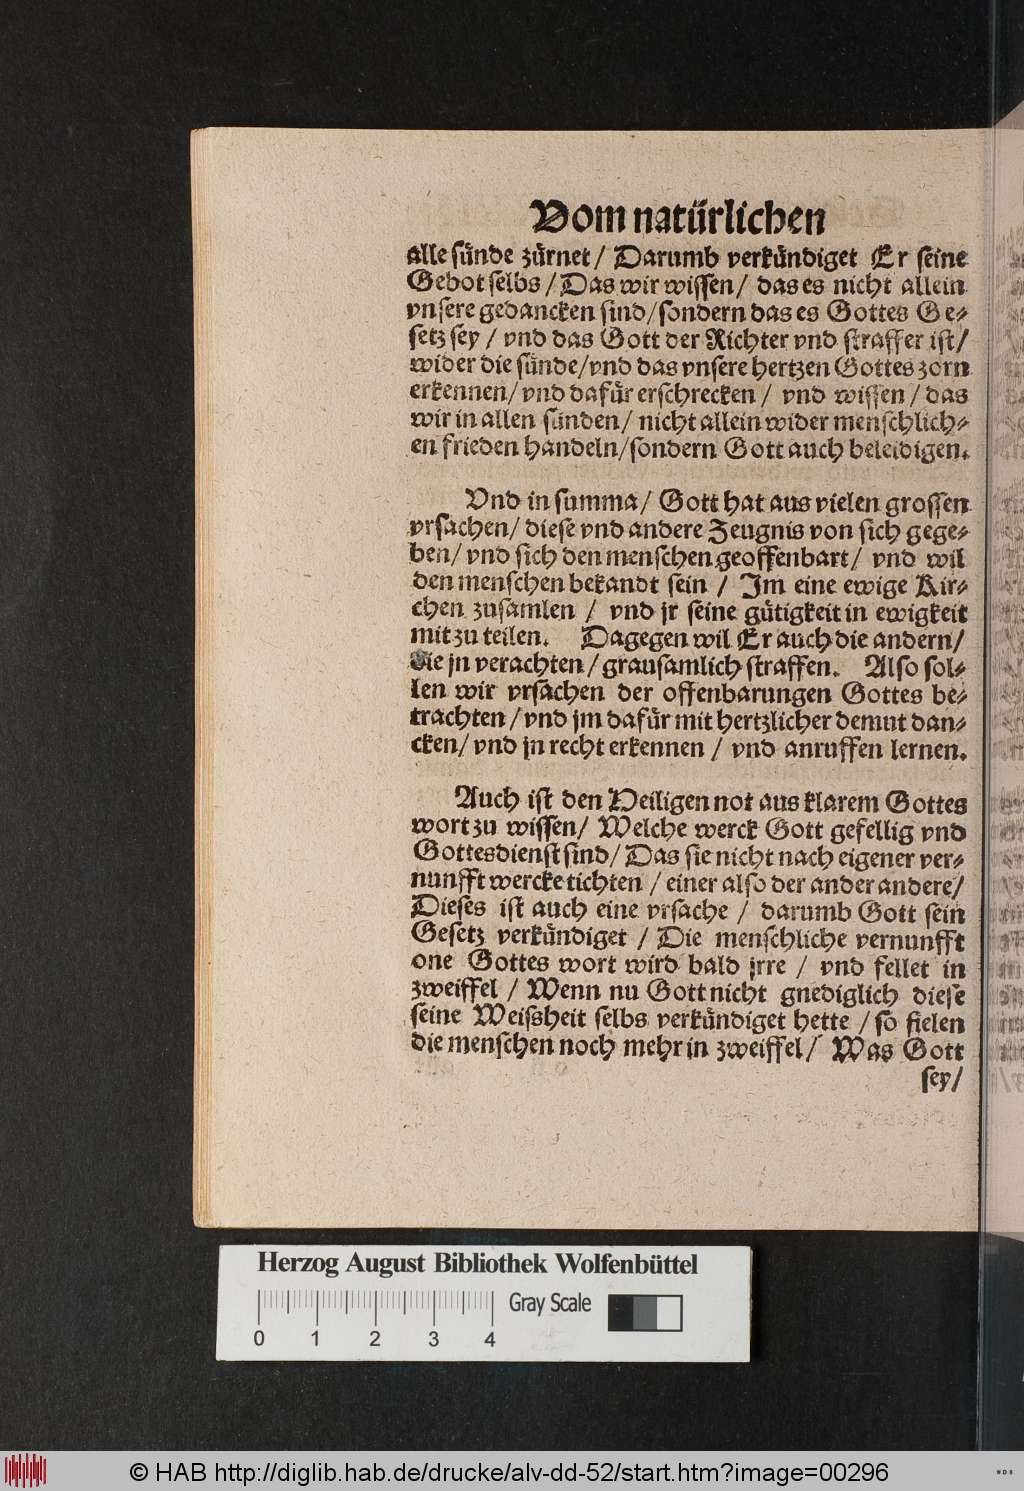 Vom natürlichen
alle sünde zürnet / Darumb verkündiget Er seine
Gebot selbs / Das wir wissen / das es nicht allein
vnsere gedancken sind / sondern das es Gottes Ge-
setz sey / vnd das Gott der Richter vnd straffer ist /
wider die sünde / vnd das vnsere hertzen Gottes zorn
erkennen / vnd dafür erschrecken / vnd wissen / das
wir in allen sünden / nicht allein wider menschlich-
en frieden handeln / sondern Gott auch beleidigen.
Vnd in summa / Gott hat aus vielen grossen
vrsachen / diese vnd andere Zeugnis von sich gege-
ben / vnd sich den menschen geoffenbart / vnd wil
den menschen bekandt sein / Im eine ewige Kir-
chen zusamlen / vnd jr seine gütigkeit in ewigkeit
mit zu teilen. Dagegen wil Er auch die andern /
die jn verachten / grausamlich straffen. Also sol-
len wir vrsachen der offenbarungen Gottes be-
trachten / vnd jm dafür mit hertzlicher demut dan-
cken / vnd jn recht erkennen / vnd anruffen lernen.
Auch ist den Heiligen not aus klarem Gottes
wort zu wissen / Welche werck Gott gefellig vnd
Gottesdienst sind / Das sie nicht nach eigener ver-
nunfft wercke tichten / einer also der ander andere /
Dieses ist auch eine vrsache / darumb Gott sein
Gesetz verkündiget / Die menschliche vernunfft
one Gottes wort wird bald jrre / vnd fellet in
zweiffel / Wenn nu Gott nicht gnediglich diese
seine Weissheit selbs verkündiget hette / so fielen
die menschen noch mehr in zweiffel / Was Gott
sey /
Herzog August Bibliothek Wolfenbüttel
Gray Scale
0 1 2 3 4
© HAB http://diglib.hab.de/drucke/alv-dd-52/start.htm?image=00296